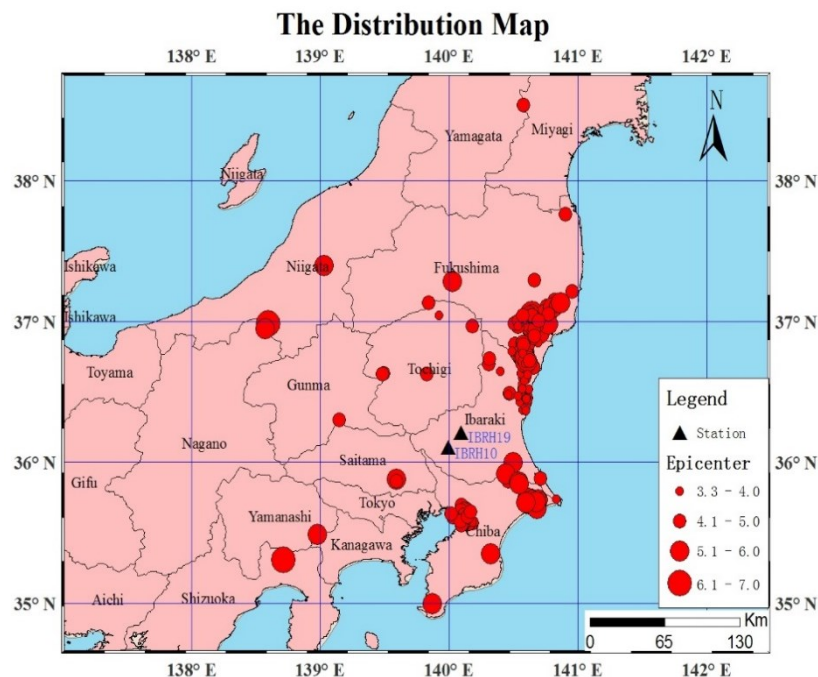 The Distribution Map
138° E 139° E 140° E 141° E 142° E
N
Yamagata
Miyagi
38° N 38° N
Niigata
Ishikewa
Niigata
Fukushima
Ishikawa
37° N 37° N
Toyama
Tochigi
Gunma
Legend
Ibaraki
Station
IBRH19
Nagano
IBRH10
Epicenter
36° N 36° N
Saitama
Gifu
3.3 - 4.0
Tokyo
Yamanashi
4.1 - 5.0
Chiba
Kanagawa
5.1 - 6.0
6.1 - 7.0
Aichi
Shizuoka
35° N 35° N
Km
0 65 130
138° E 139° E 140° E 141° E 142° E